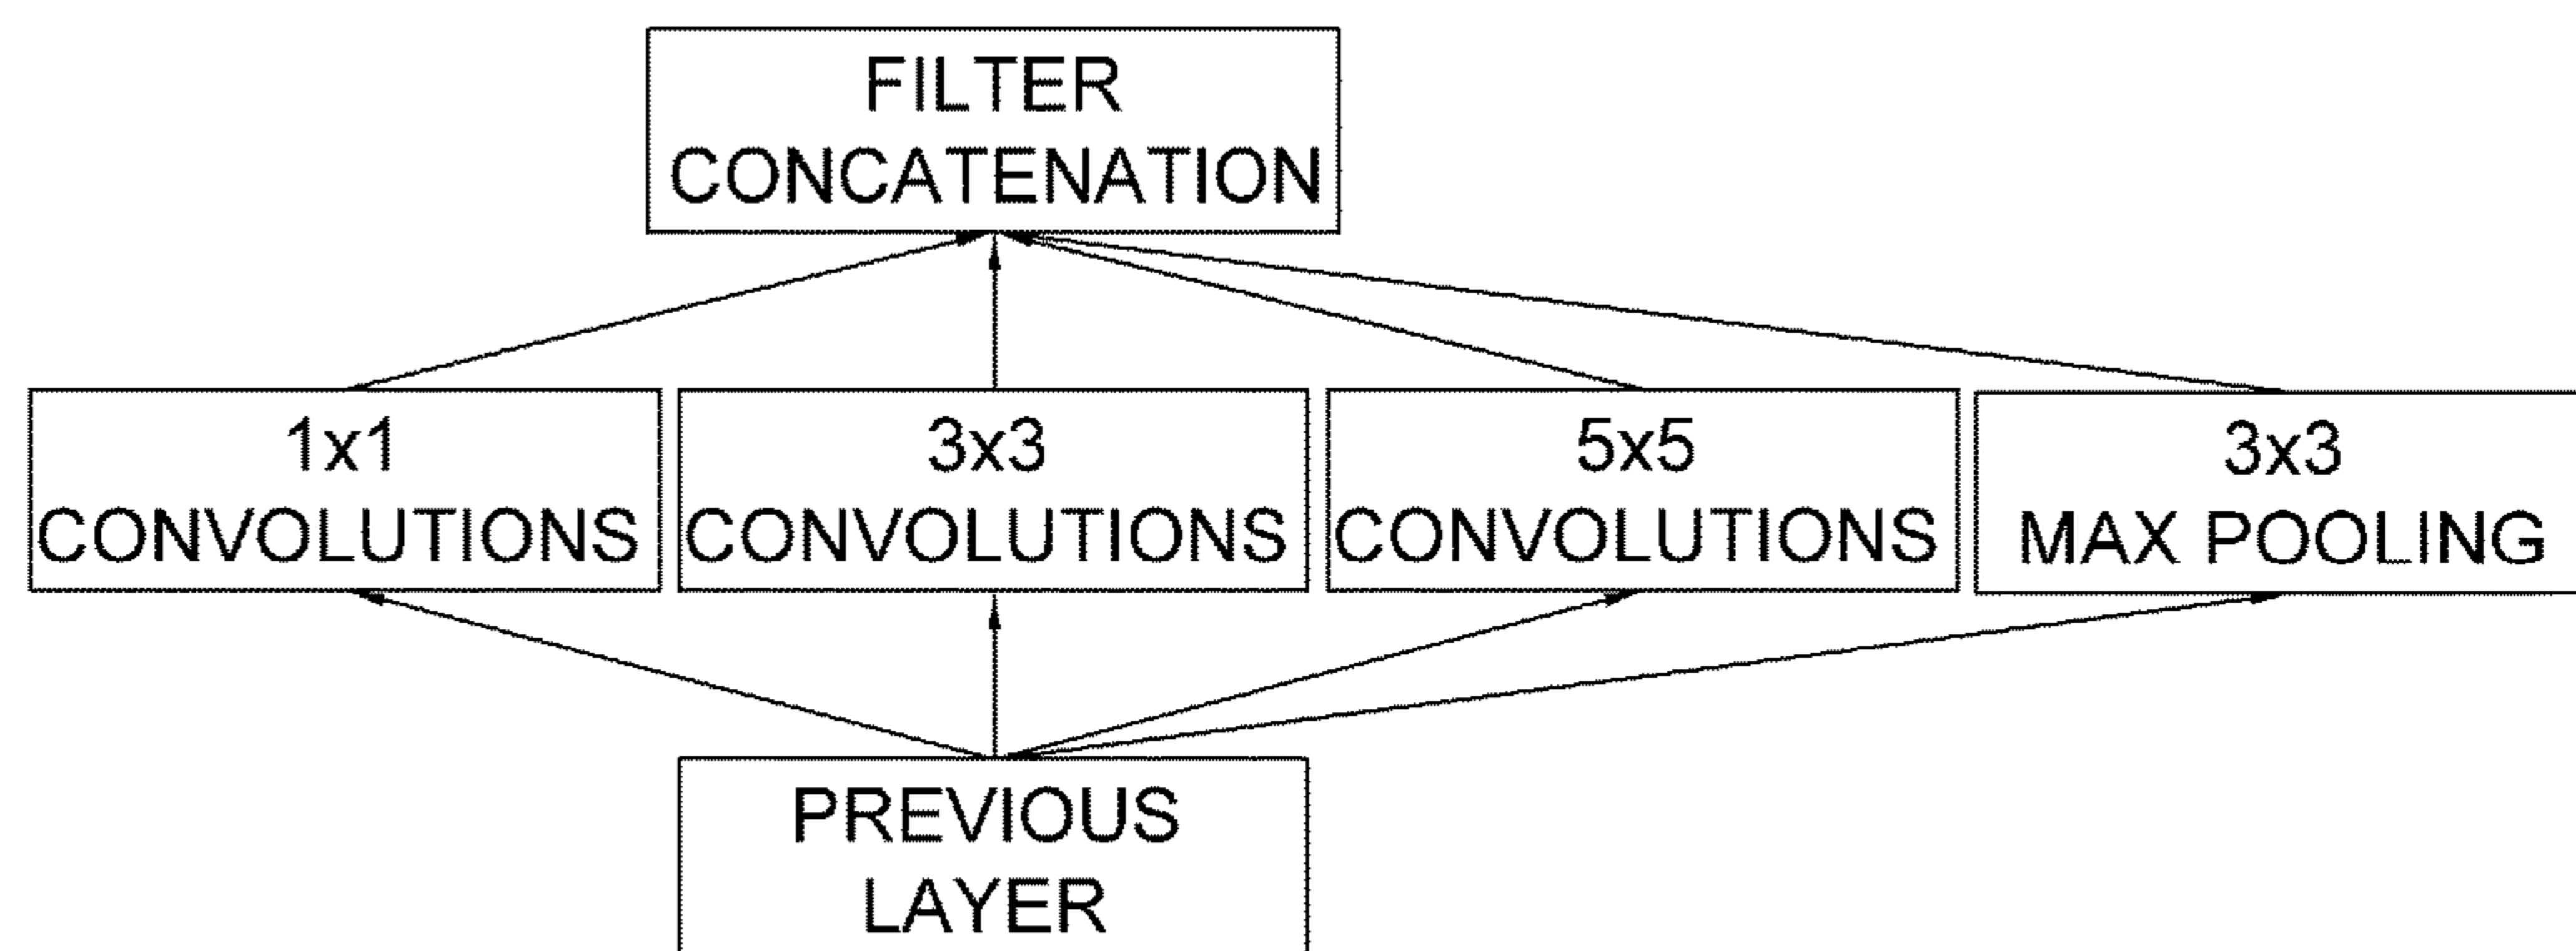 FILTER
CONCATENATION
1x1
CONVOLUTIONS
3x3
CONVOLUTIONS
5x5
CONVOLUTIONS
3x3
MAX POOLING
PREVIOUS
LAYER